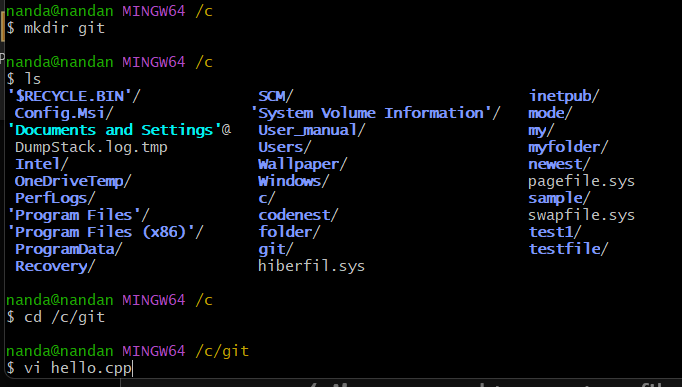 nanda@nandan MINGW64 /c
$ mkdir git
nanda@nandan MINGW64 /c
$ ls
'$RECYCLE.BIN'/ SCM/ inetpub/
Config.Msi/ 'System Volume Information'/ mode/
'Documents and Settings'@ User_manual/ my/
DumpStack.log.tmp Users/ myfolder/
Intel/ Wallpaper/ newest/
OneDriveTemp/ Windows/ pagefile.sys
PerfLogs/ c/ sample/
'Program Files'/ codenest/ swapfile.sys
'Program Files (x86)'/ folder/ test1/
ProgramData/ git/ testfile/
Recovery/ hiberfil.sys
nanda@nandan MINGW64 /c
$ cd /c/git
nanda@nandan MINGW64 /c/git
$ vi hello.cpp